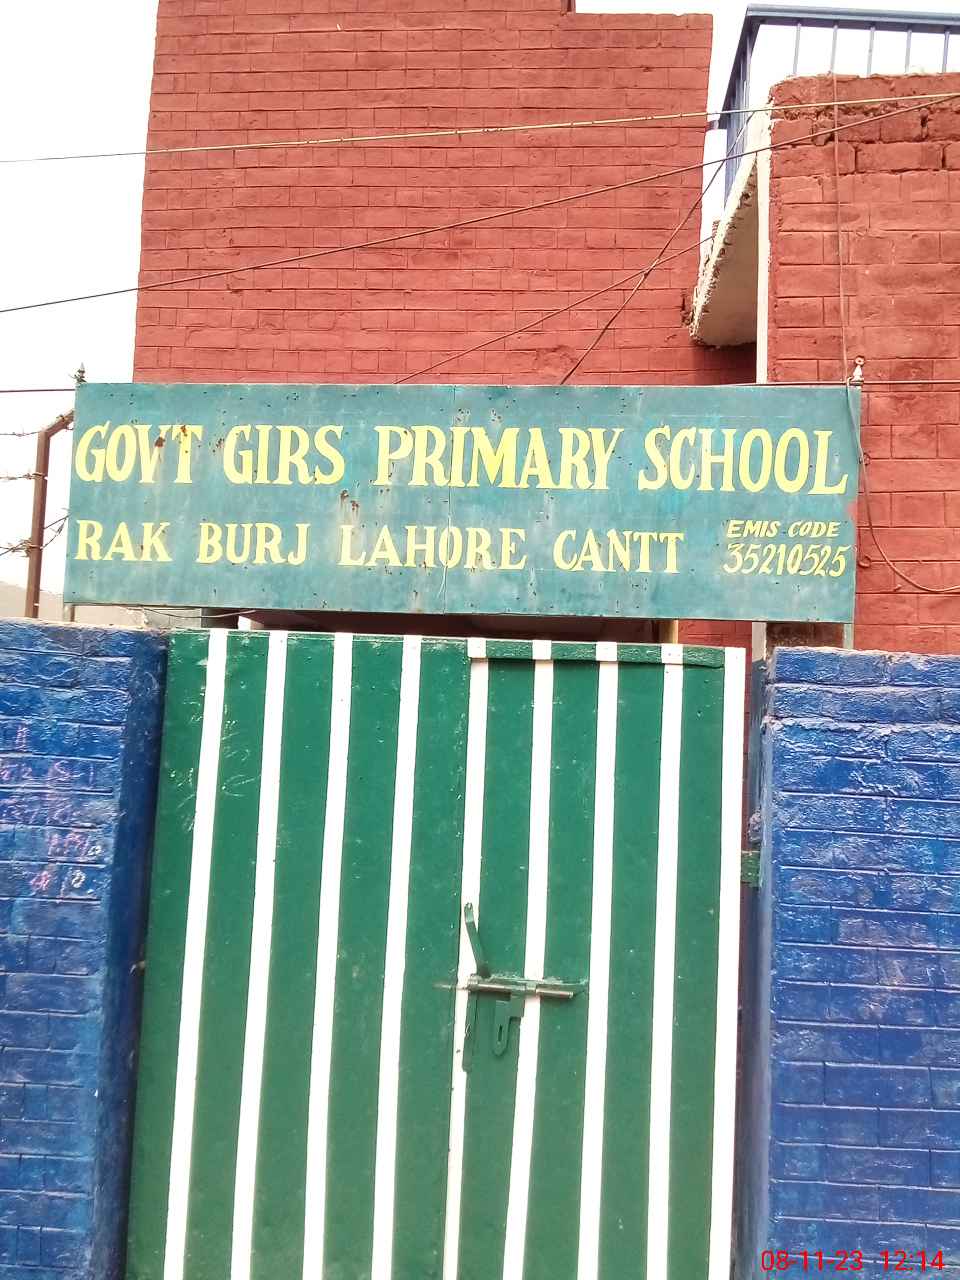 GOVT GIRS PRIMARY SCHOOL
RAK BURJ LAHORE CANTT
EMIS CODE
35210525
08-11-23 12:14